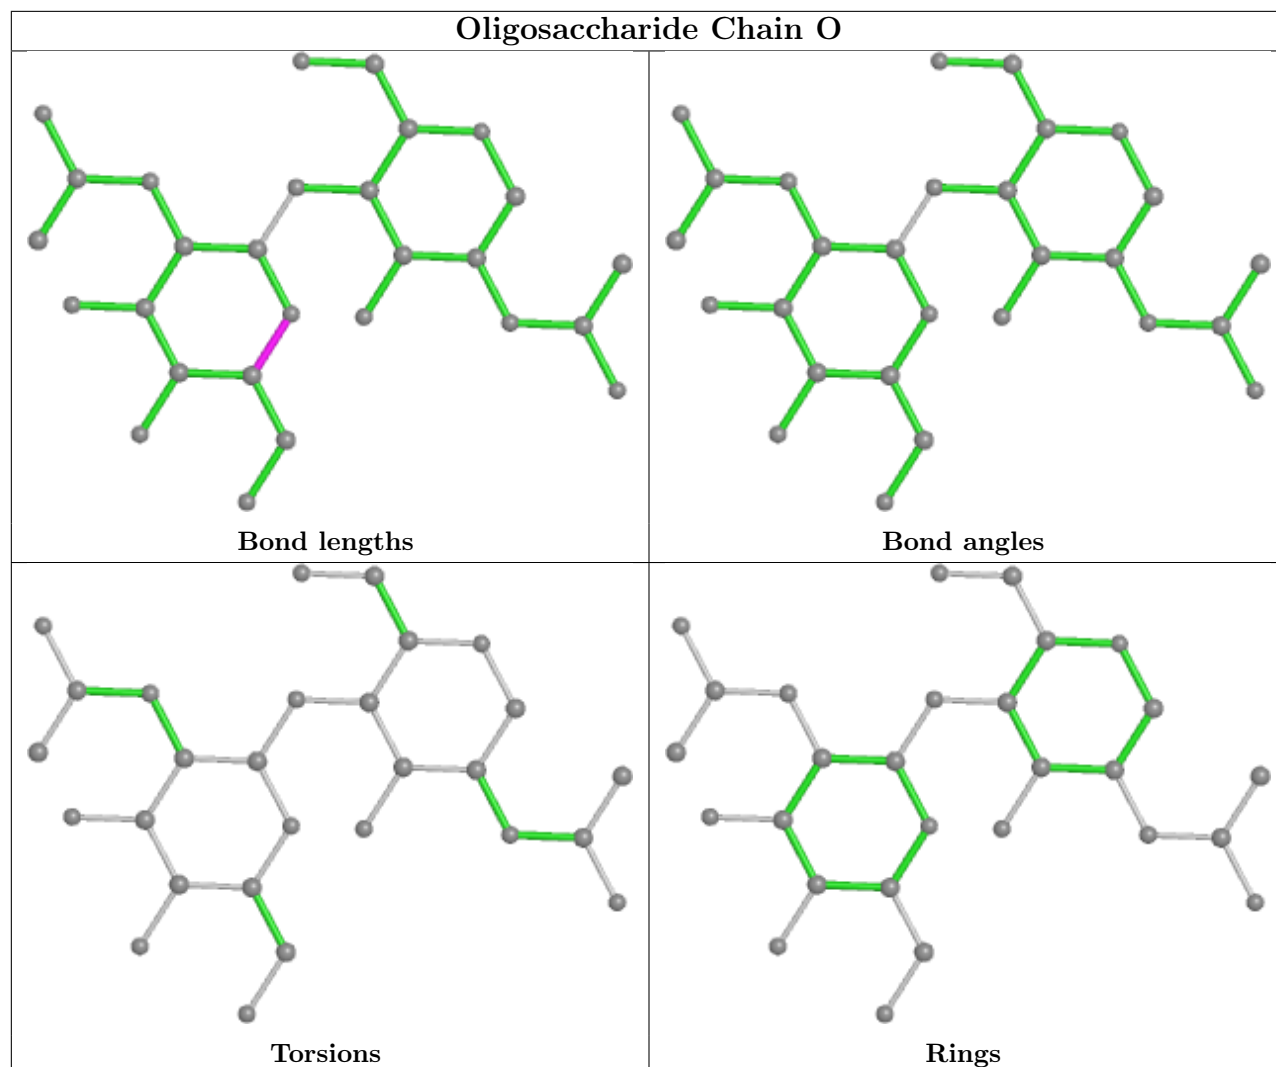 Oligosaccharide Chain O
Bond lengths
Bond angles
Torsions
Rings